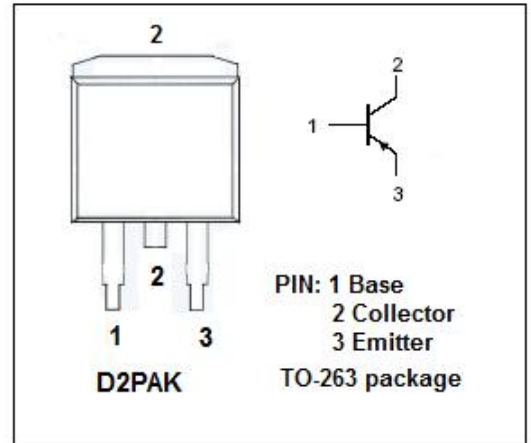 2
2
1
3
2
1
3
PIN: 1 Base
2 Collector
3 Emitter
D2PAK
TO-263 package